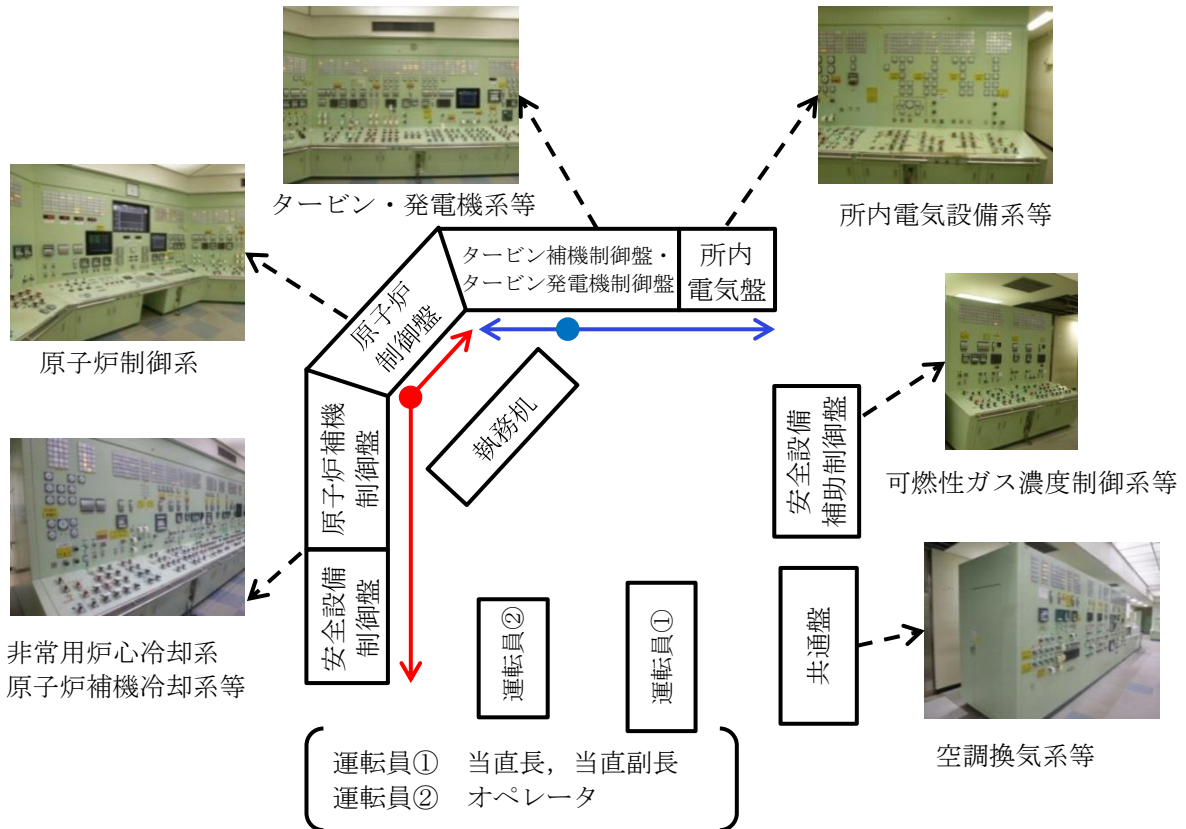 タービン・発電機系等
所内電気設備系等
原子炉制御系
タービン補機制御盤・
タービン発電機制御盤
所内
電気盤
原子炉
制御盤
執務机
原子炉補機
制御盤
安全設備
制御盤
安全設備
補助制御盤
可燃性ガス濃度制御系等
非常用炉心冷却系
原子炉補機冷却系等
運転員②
運転員①
共通盤
空調換気系等
運転員① 当直長，当直副長
運転員② オペレータ